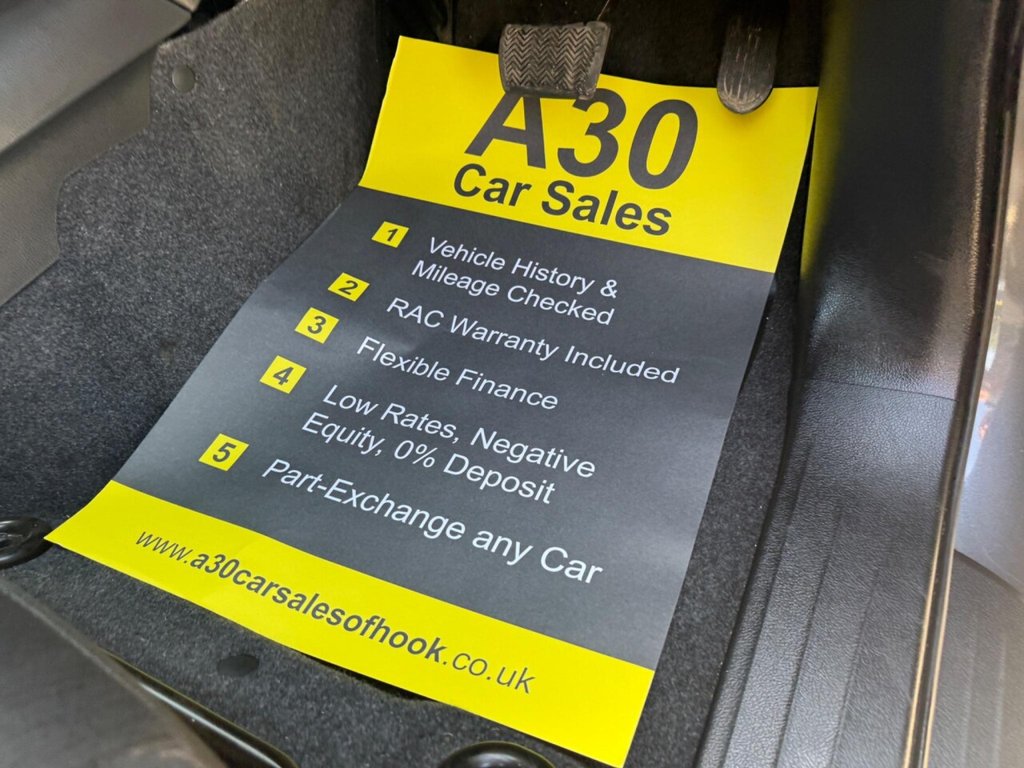 A30
Car Sales
1 Vehicle History &
Mileage Checked
2 RAC Warranty Included
3 Flexible Finance
4 Low Rates, Negative
Equity, 0% Deposit
5 Part-Exchange any Car
www.a30carsalesofhook.co.uk